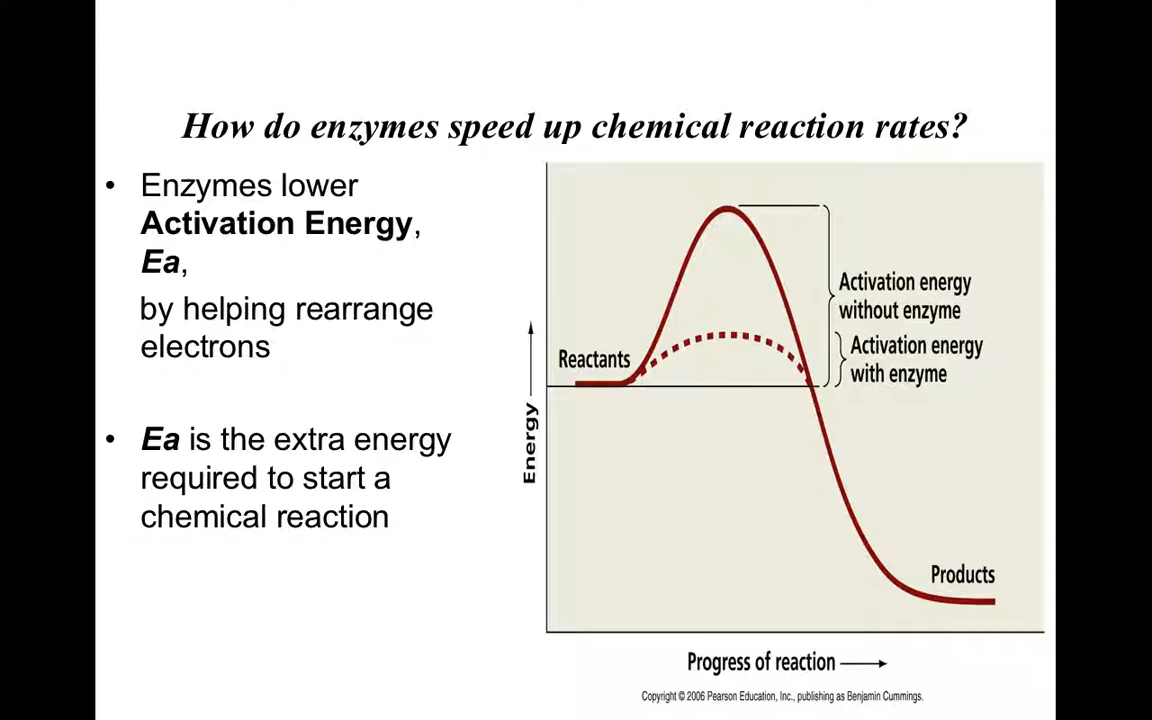 How do enzymes speed up chemical reaction rates?
• Enzymes lower
Activation Energy,
Ea,
by helping rearrange
electrons
• Ea is the extra energy
required to start a
chemical reaction
Energy
Reactants
Activation energy
without enzyme
Activation energy
with enzyme
Products
Progress of reaction
Copyright © 2006 Pearson Education, Inc., publishing as Benjamin Cummings.